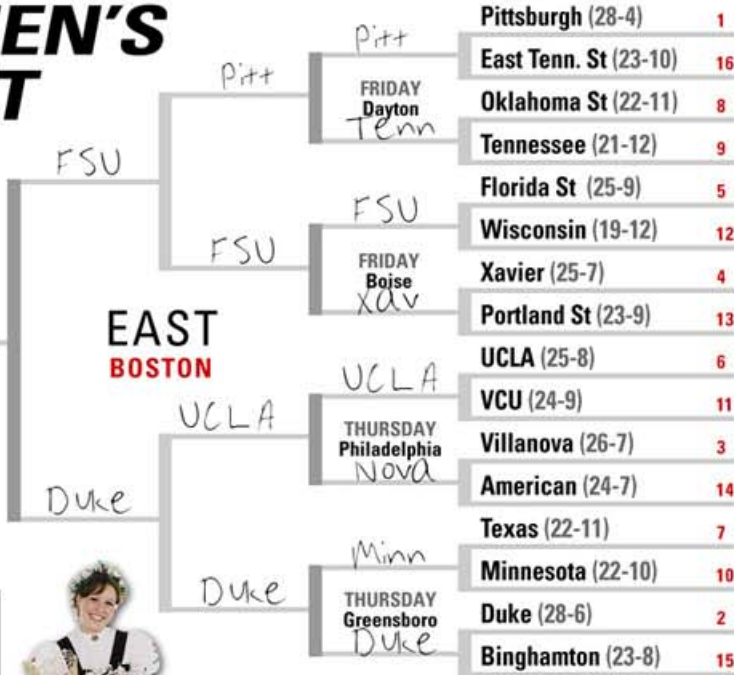 EN'S
T
Pittsburgh (28-4) 1
Pitt
East Tenn. St (23-10) 16
Pitt
FRIDAY
Dayton
Oklahoma St (22-11) 8
Tenn
Tennessee (21-12) 9
FSU
Florida St (25-9) 5
FSU
Wisconsin (19-12) 12
FSU
FRIDAY
Boise
Xavier (25-7) 4
Xav
Portland St (23-9) 13
EAST
BOSTON
UCLA (25-8) 6
UCLA
VCU (24-9) 11
UCLA
THURSDAY
Philadelphia
Villanova (26-7) 3
Nova
American (24-7) 14
Duke
Texas (22-11) 7
Minn
Minnesota (22-10) 10
Duke
THURSDAY
Greensboro
Duke (28-6) 2
Duke
Binghamton (23-8) 15